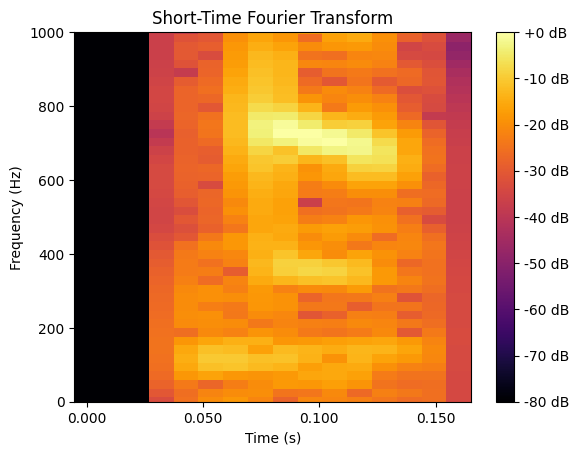 Short-Time Fourier Transform
1000
800
600
400
200
0
Frequency (Hz)
0.000
0.050
0.100
0.150
Time (s)
+0 dB
-10 dB
-20 dB
-30 dB
-40 dB
-50 dB
-60 dB
-70 dB
-80 dB